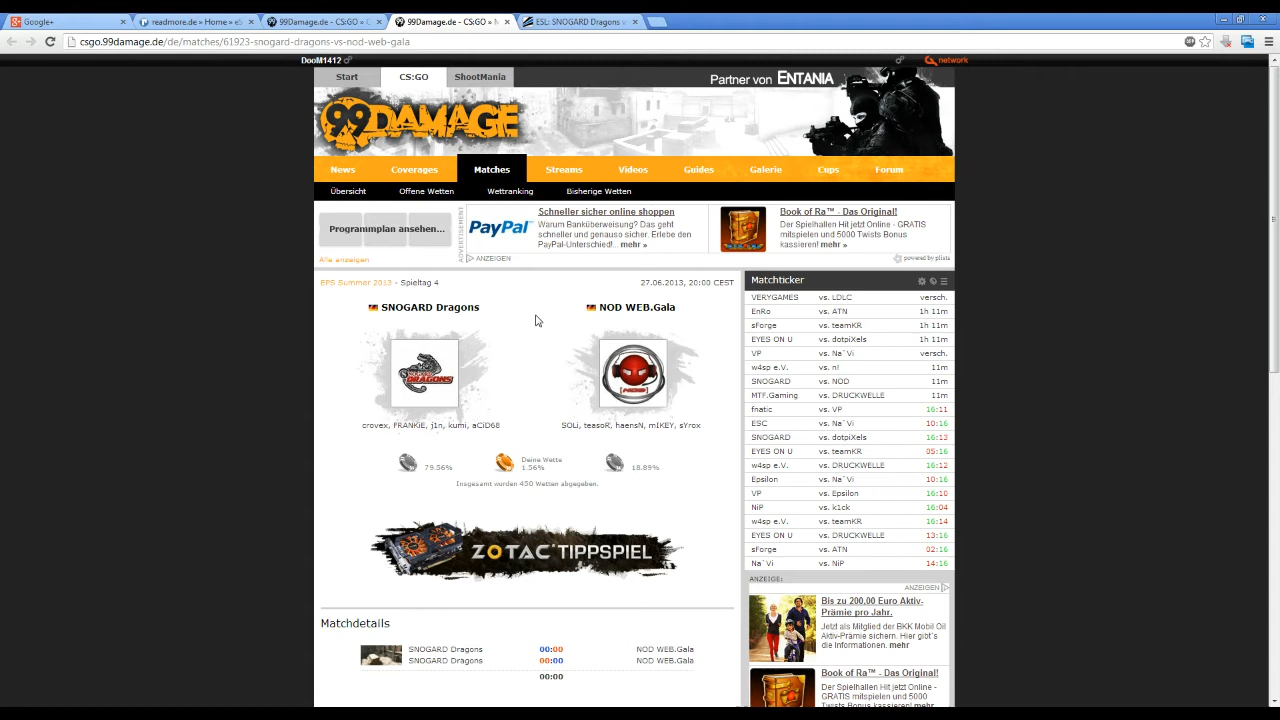 Google+
readmore.de » Home » eS
99Damage.de - CS:GO » C
99Damage.de - CS:GO » M
ESL: SNOGARD Dragons v
csgo.99damage.de/de/matches/61923-snogard-dragons-vs-nod-web-gala
DooM1412
network
Start
CS:GO
ShootMania
Partner von ENTANIA
99DAMAGE
News
Coverages
Matches
Streams
Videos
Guides
Galerie
Cups
Forum
Übersicht
Offene Wetten
Wettranking
Bisherige Wetten
Programmplan ansehen...
Alle anzeigen
ADVERTISEMENT
PayPal
Schneller sicher online shoppen
Warum Banküberweisung? Das geht
schneller und genauso sicher. Erlebe den
PayPal-Unterschied!... mehr »
Book of Ra™ - Das Original!
Der Spielhallen Hit jetzt Online - GRATIS
mitspielen und 5000 Twists Bonus
kassieren! mehr »
ANZEIGEN
powered by plista
EPS Summer 2013 - Spieltag 4
27.06.2013, 20:00 CEST
SNOGARD Dragons
NOD WEB.Gala
DRAGONS
[NOD]
crovex, FRANKiE, j1n, kumi, aCiD68
SOLi, teasoR, haensN, mIKEY, sYrox
79.56%
Deine Wette
1.56%
18.89%
Insgesamt wurden 450 Wetten abgegeben.
ZOTAC TIPPSPIEL
Matchdetails
SNOGARD Dragons 00:00 NOD WEB.Gala
SNOGARD Dragons 00:00 NOD WEB.Gala
00:00
Matchticker
VERYGAMES vs. LDLC versch.
EnRo vs. ATN 1h 11m
sForge vs. teamKR 1h 11m
EYES ON U vs. dotpiXels 1h 11m
VP vs. Na`Vi versch.
w4sp e.V. vs. n! 11m
SNOGARD vs. NOD 11m
MTF.Gaming vs. DRUCKWELLE 11m
fnatic vs. VP 16:11
ESC vs. Na`Vi 10:16
SNOGARD vs. dotpiXels 16:13
EYES ON U vs. teamKR 05:16
w4sp e.V. vs. DRUCKWELLE 16:12
Epsilon vs. Na`Vi 10:16
VP vs. Epsilon 16:10
NiP vs. k1ck 16:04
w4sp e.V. vs. teamKR 16:14
EYES ON U vs. DRUCKWELLE 13:16
sForge vs. ATN 02:16
Na`Vi vs. NiP 14:16
ANZEIGE:
ANZEIGEN
Bis zu 200,00 Euro Aktiv-
Prämie pro Jahr.
Jetzt als Mitglied der BKK Mobil Oil
Aktiv-Prämie sichern. Hier gibt's
die Informationen. mehr
Book of Ra™ - Das Original!
Der Spielhallen Hit jetzt Online -
GRATIS mitspielen und 5000
Twists Bonus kassieren! mehr